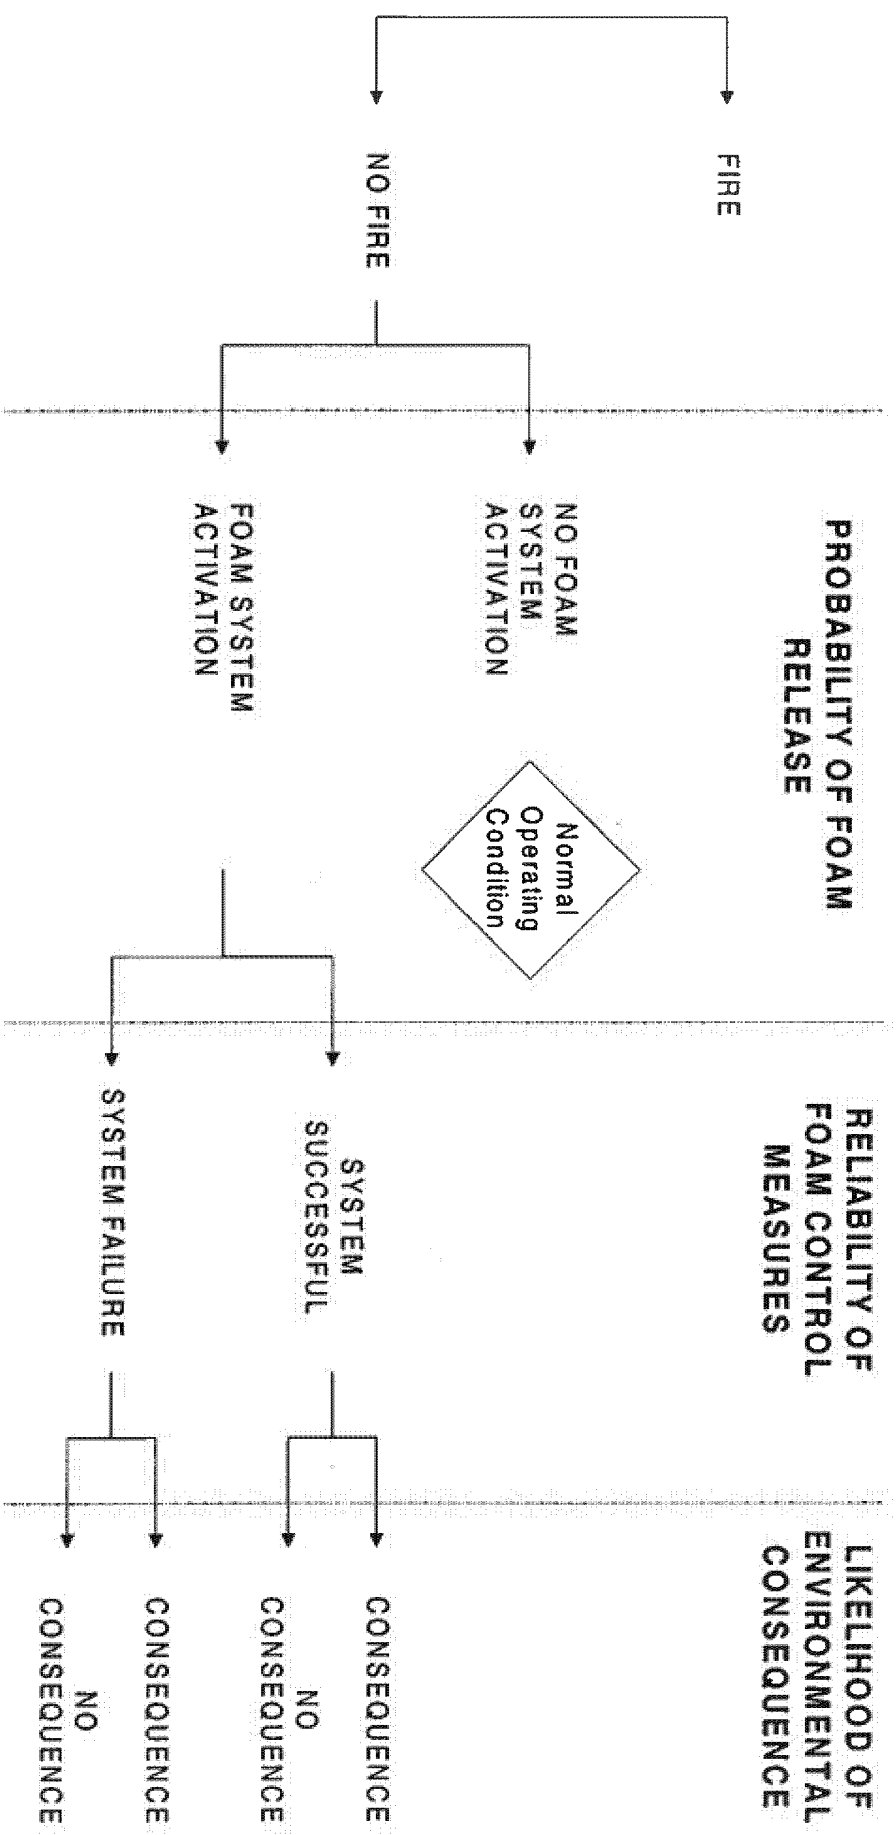 PROBABILITY OF FOAM
RELEASE
RELIABILITY OF
FOAM CONTROL
MEASURES
LIKELIHOOD OF
ENVIRONMENTAL
CONSEQUENCE
FIRE
NO FIRE
NO FOAM
SYSTEM
ACTIVATION
Normal
Operating
Condition
FOAM SYSTEM
ACTIVATION
SYSTEM
SUCCESSFUL
SYSTEM FAILURE
CONSEQUENCE
NO
CONSEQUENCE
CONSEQUENCE
NO
CONSEQUENCE